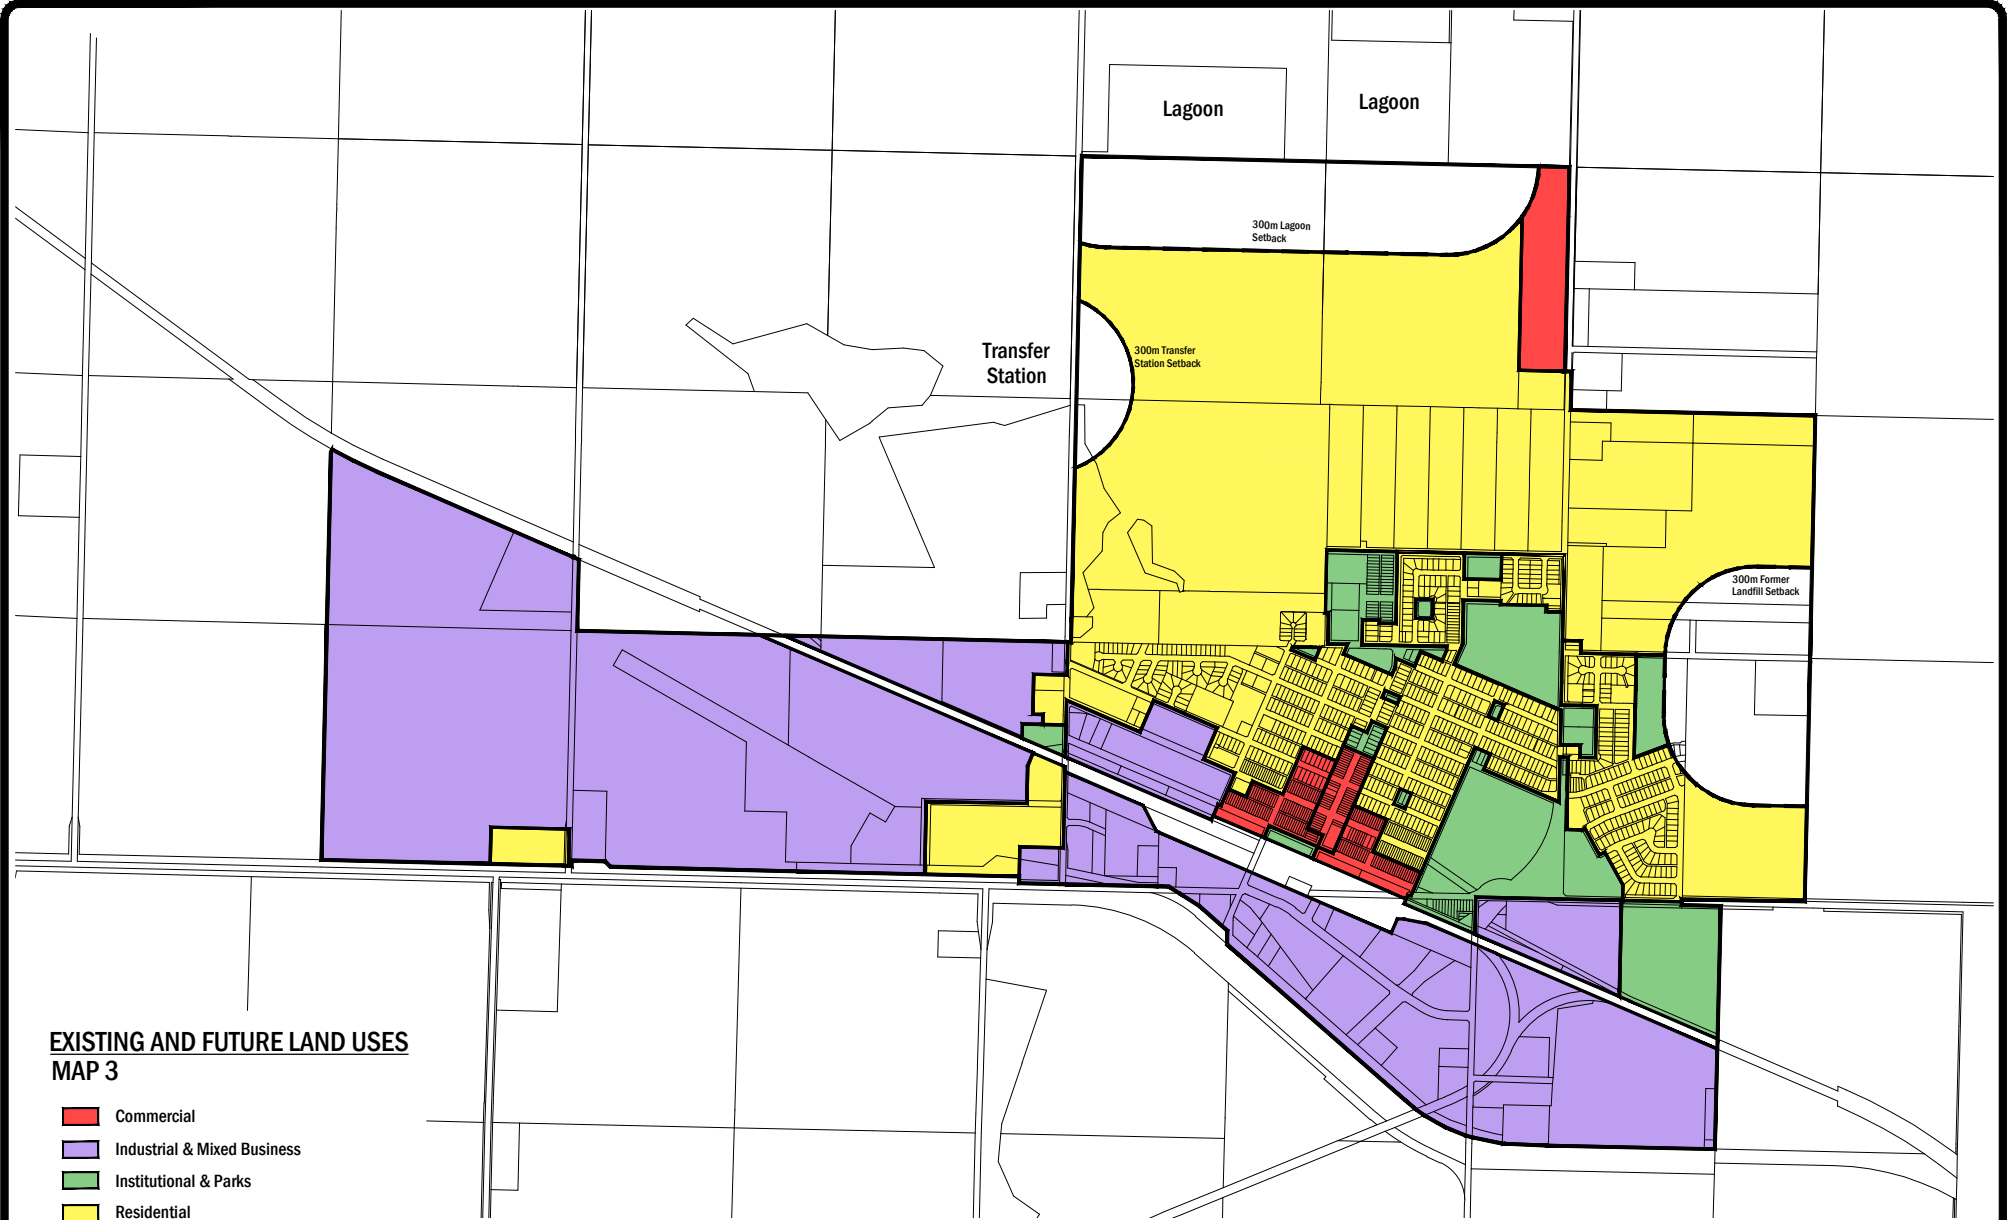 Lagoon
Lagoon
300m Lagoon
Setback
Transfer
Station
300m Transfer
Station Setback
300m Former
Landfill Setback
EXISTING AND FUTURE LAND USES
MAP 3
Commercial
Industrial & Mixed Business
Institutional & Parks
Residential